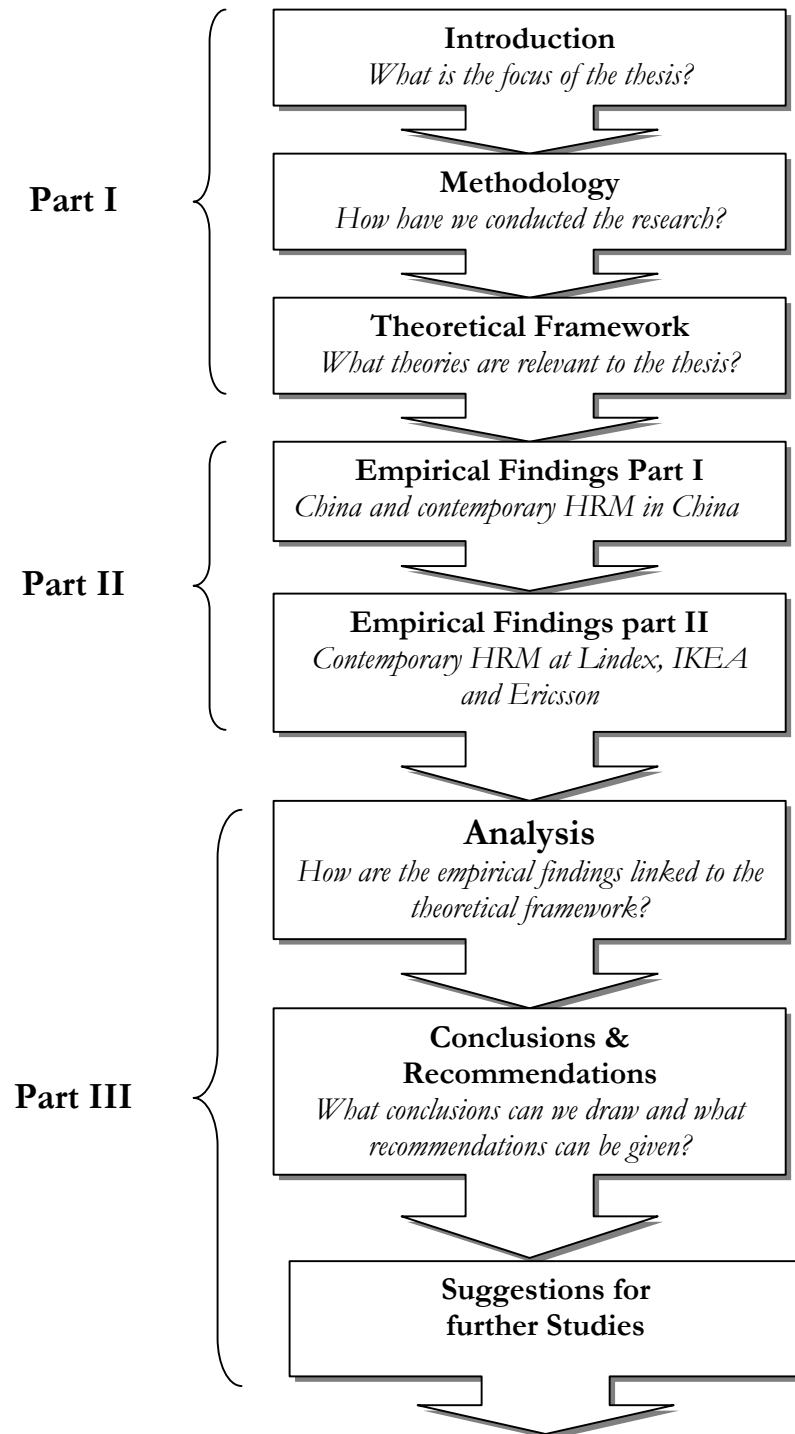 Introduction
What is the focus of the thesis?
Part I
Methodology
How have we conducted the research?
Theoretical Framework
What theories are relevant to the thesis?
Empirical Findings Part I
China and contemporary HRM in China
Part II
Empirical Findings part II
Contemporary HRM at Lindex, IKEA
and Ericsson
Analysis
How are the empirical findings linked to the
theoretical framework?
Part III
Conclusions &
Recommendations
What conclusions can we draw and what
recommendations can be given?
Suggestions for
further Studies